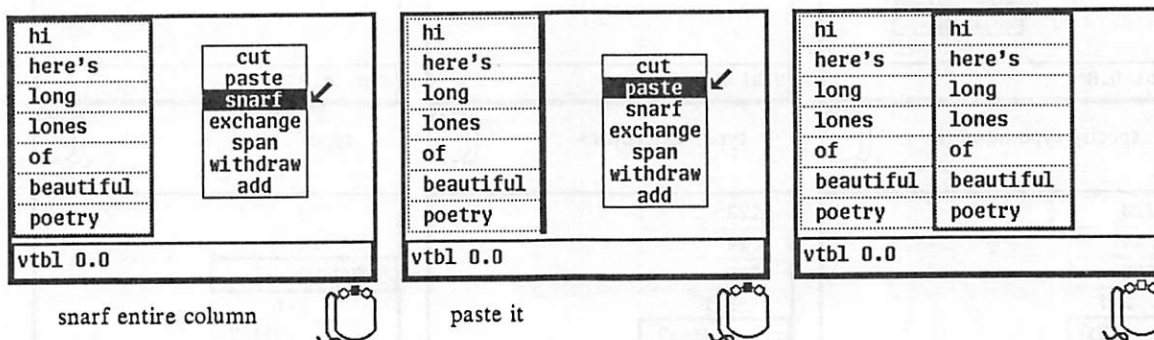 hi
here's
long
lones
of
beautiful
poetry
cut
paste
snarf
exchange
span
withdraw
add
vtbl 0.0
snarf entire column
hi
here's
long
lones
of
beautiful
poetry
cut
paste
snarf
exchange
span
withdraw
add
vtbl 0.0
paste it
hi hi
here's here's
long long
lones lones
of of
beautiful beautiful
poetry poetry
vtbl 0.0